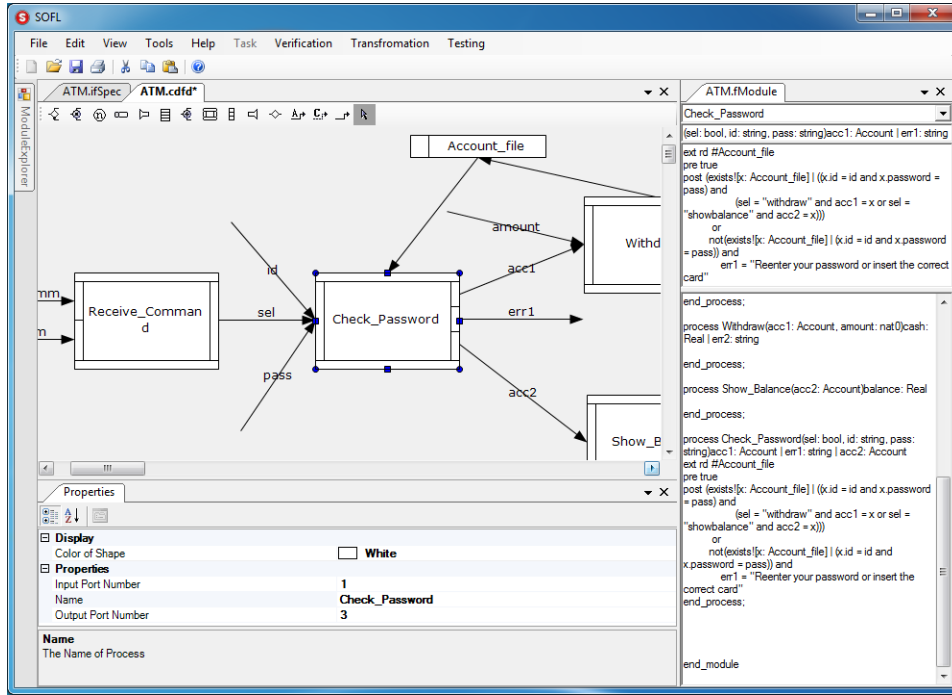 SOFL
File Edit View Tools Help Task Verification Transfromation Testing
ModuleExplorer
ATM.ifSpec ATM.cdfd*
Account_file
amount
Withd
id
acc1
mm
Receive_Comman
d
sel
Check_Password
err1
m
pass
acc2
Show_B
Properties
Display
Color of Shape White
Properties
Input Port Number 1
Name Check_Password
Output Port Number 3
Name
The Name of Process
ATM.fModule
Check_Password
(sel: bool, id: string, pass: string)acc1: Account | err1: string
ext rd #Account_file
pre true
post (exists![x: Account_file] | ((x.id = id and x.password =
pass) and
(sel = "withdraw" and acc1 = x or sel =
"showbalance" and acc2 = x)))
or
not(exists![x: Account_file] | (x.id = id and x.password
= pass)) and
err1 = "Reenter your password or insert the correct
card"
end_process;
process Withdraw(acc1: Account, amount: nat0)cash:
Real | err2: string
end_process;
process Show_Balance(acc2: Account)balance: Real
end_process;
process Check_Password(sel: bool, id: string, pass:
string)acc1: Account | err1: string | acc2: Account
ext rd #Account_file
pre true
post (exists![x: Account_file] | ((x.id = id and x.password
= pass) and
(sel = "withdraw" and acc1 = x or sel =
"showbalance" and acc2 = x)))
or
not(exists![x: Account_file] | (x.id = id and
x.password = pass)) and
err1 = "Reenter your password or insert the
correct card"
end_process;
end_module